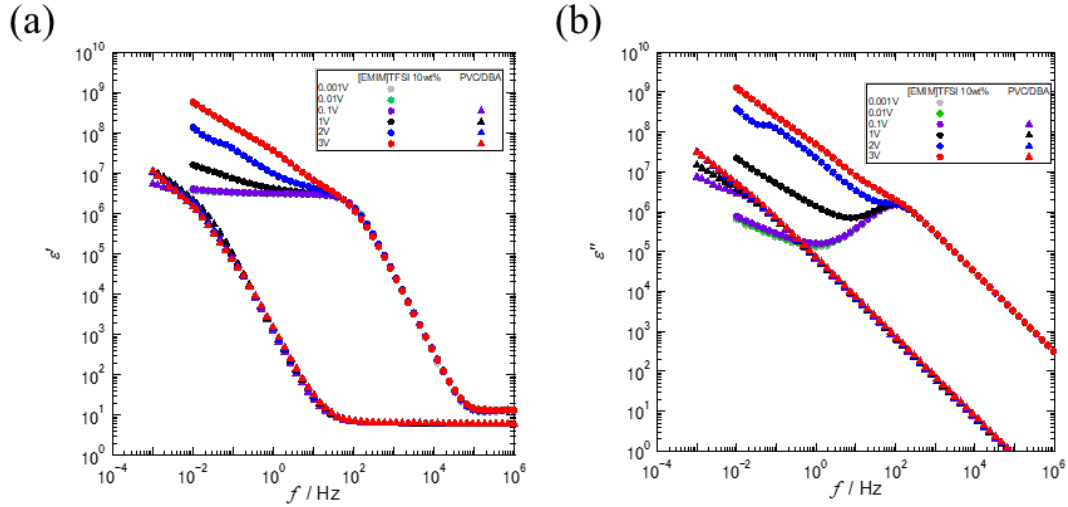 (a)
10^10
10^9
10^8
10^7
10^6
10^5
10^4
10^3
10^2
10^1
10^0
ε'
[EMIM]TFSI 10wt% PVC/DBA
0.001V
0.01V
0.1V
1V
2V
3V
10^−4 10^−2 10^0 10^2 10^4 10^6
f / Hz
(b)
10^10
10^9
10^8
10^7
10^6
10^5
10^4
10^3
10^2
10^1
10^0
ε"
[EMIM]TFSI 10wt% PVC/DBA
0.001V
0.01V
0.1V
1V
2V
3V
10^−4 10^−2 10^0 10^2 10^4 10^6
f / Hz